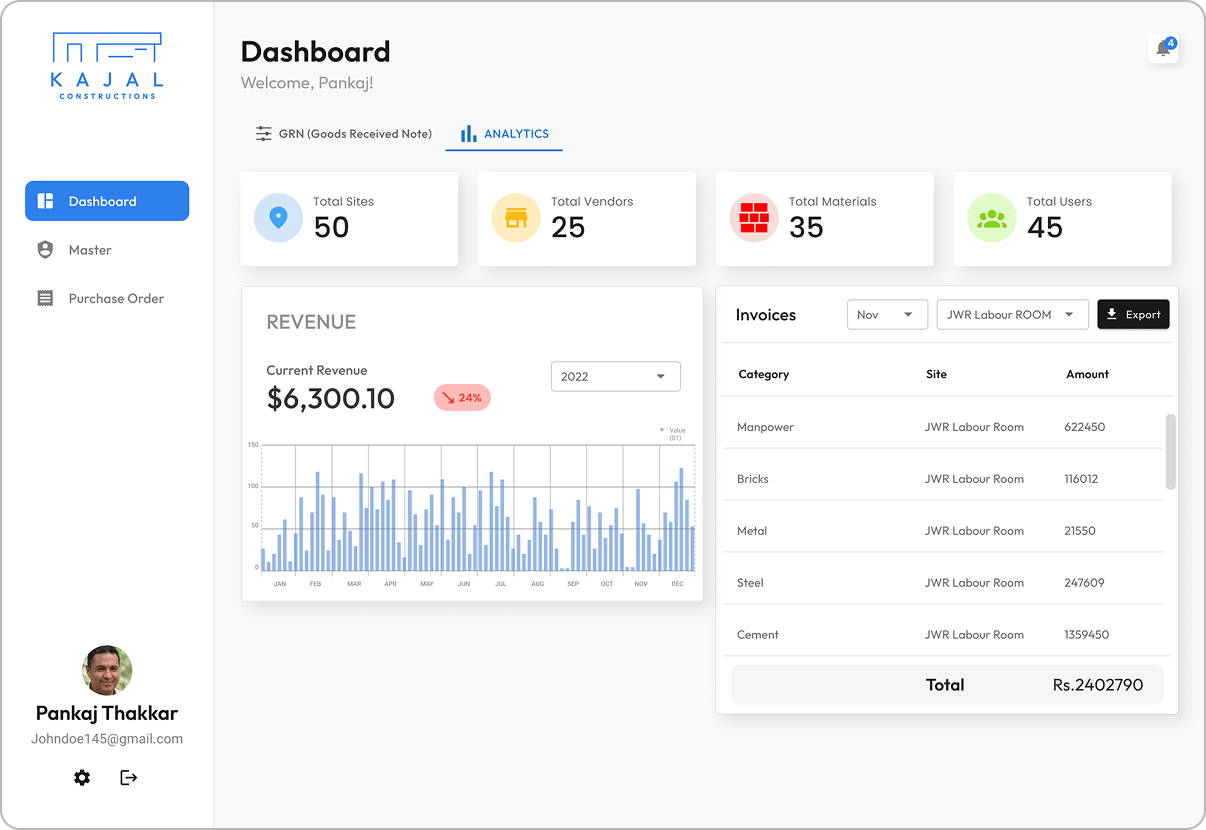 KAJAL
CONSTRUCTIONS
Dashboard
Master
Purchase Order
Pankaj Thakkar
Johndoe145@gmail.com
Dashboard
Welcome, Pankaj!
4
GRN (Goods Received Note)
ANALYTICS
Total Sites
50
Total Vendors
25
Total Materials
35
Total Users
45
REVENUE
Current Revenue
$6,300.10
24%
2022
Value
(01)
150
100
50
0
JAN FEB MAR APR MAY JUN JUL AUG SEP OCT NOV DEC
Invoices
Nov
JWR Labour ROOM
Export
Category Site Amount
Manpower JWR Labour Room 622450
Bricks JWR Labour Room 116012
Metal JWR Labour Room 21550
Steel JWR Labour Room 247609
Cement JWR Labour Room 1359450
Total Rs.2402790